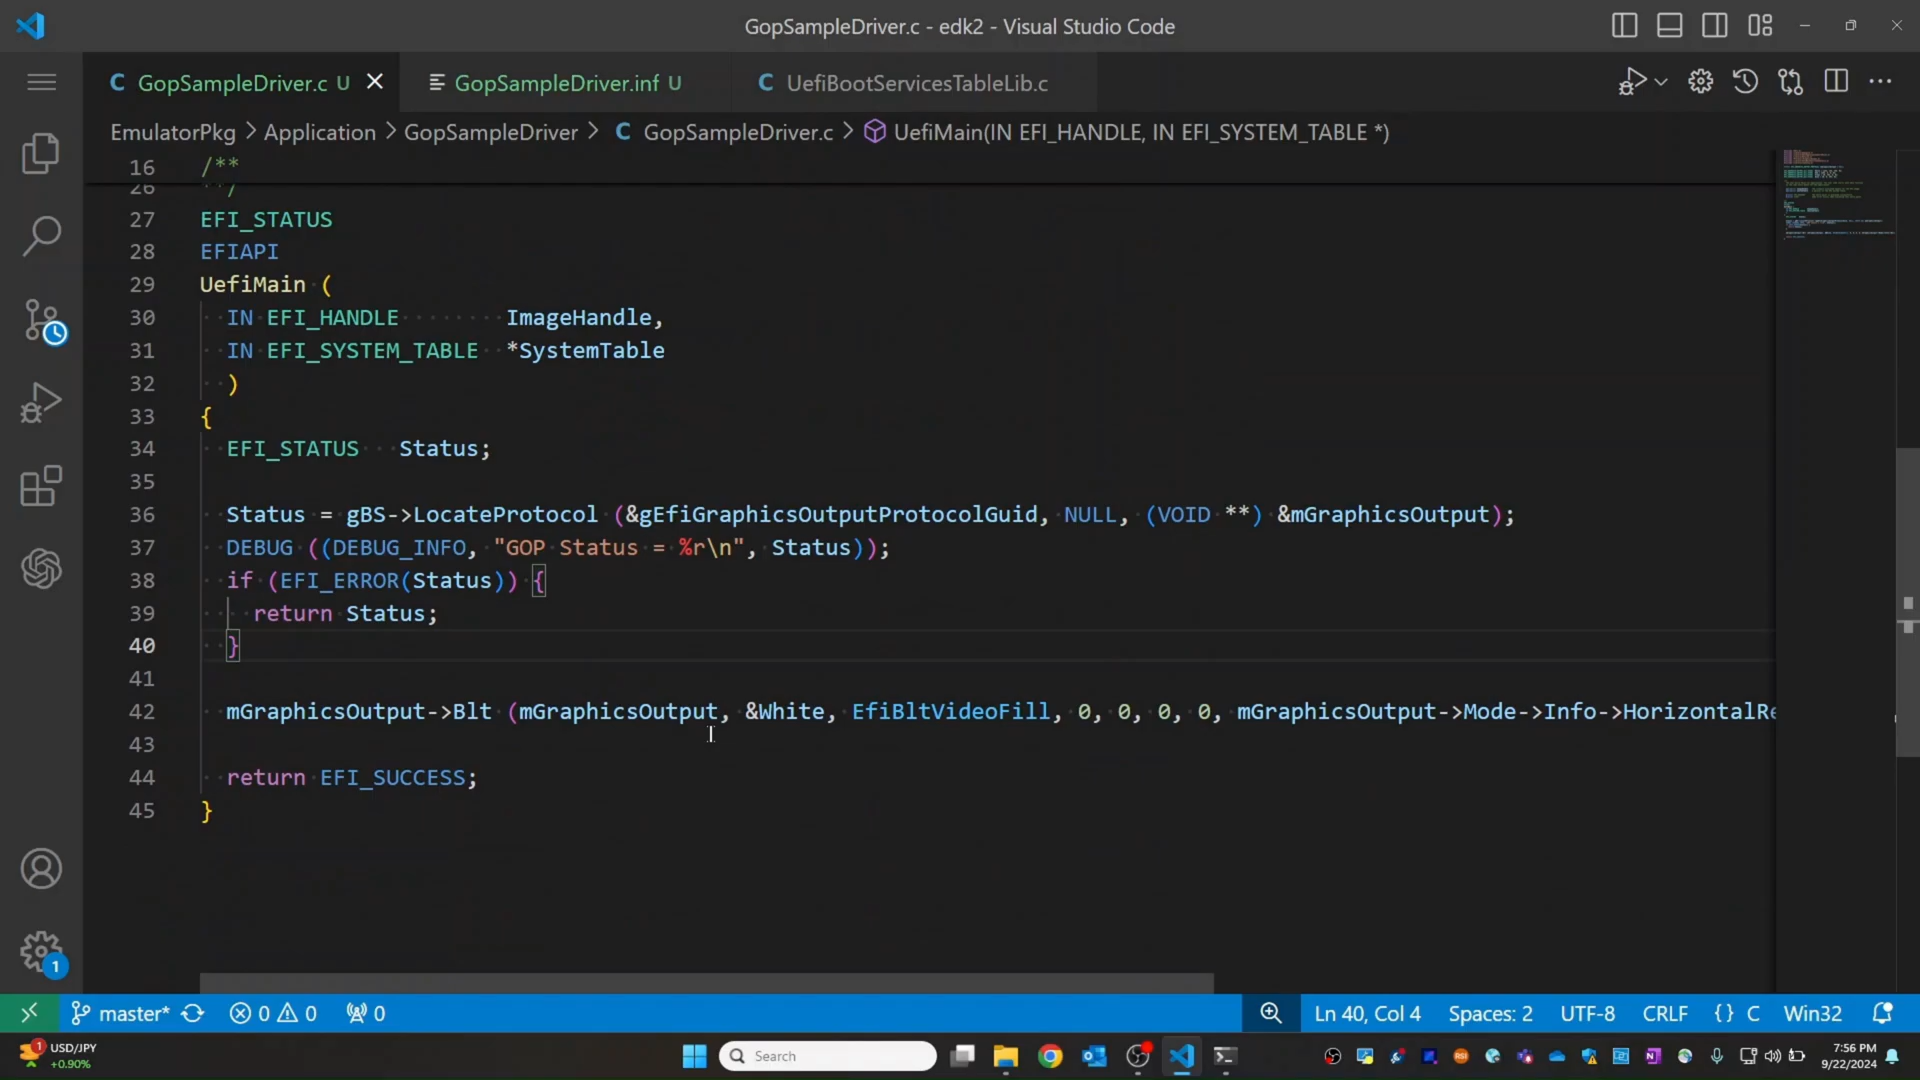 GopSampleDriver.c - edk2 - Visual Studio Code
GopSampleDriver.c U
GopSampleDriver.inf U
UefiBootServicesTableLib.c
EmulatorPkg > Application > GopSampleDriver > C GopSampleDriver.c > UefiMain(IN EFI_HANDLE, IN EFI_SYSTEM_TABLE *)
16 /**
26 **/
27 EFI_STATUS
28 EFIAPI
29 UefiMain (
30 IN EFI_HANDLE ImageHandle,
31 IN EFI_SYSTEM_TABLE *SystemTable
32 )
33 {
34 EFI_STATUS Status;
35
36 Status = gBS->LocateProtocol (&gEfiGraphicsOutputProtocolGuid, NULL, (VOID **) &mGraphicsOutput);
37 DEBUG ((DEBUG_INFO, "GOP Status = %r\n", Status));
38 if (EFI_ERROR(Status)) {
39 return Status;
40 }
41
42 mGraphicsOutput->Blt (mGraphicsOutput, &White, EfiBltVideoFill, 0, 0, 0, 0, mGraphicsOutput->Mode->Info->HorizontalRe
43
44 return EFI_SUCCESS;
45 }
1
master* 0 0 0 Ln 40, Col 4 Spaces: 2 UTF-8 CRLF {} C Win32
1 USD/JPY
+0.90%
Search
7:56 PM
9/22/2024